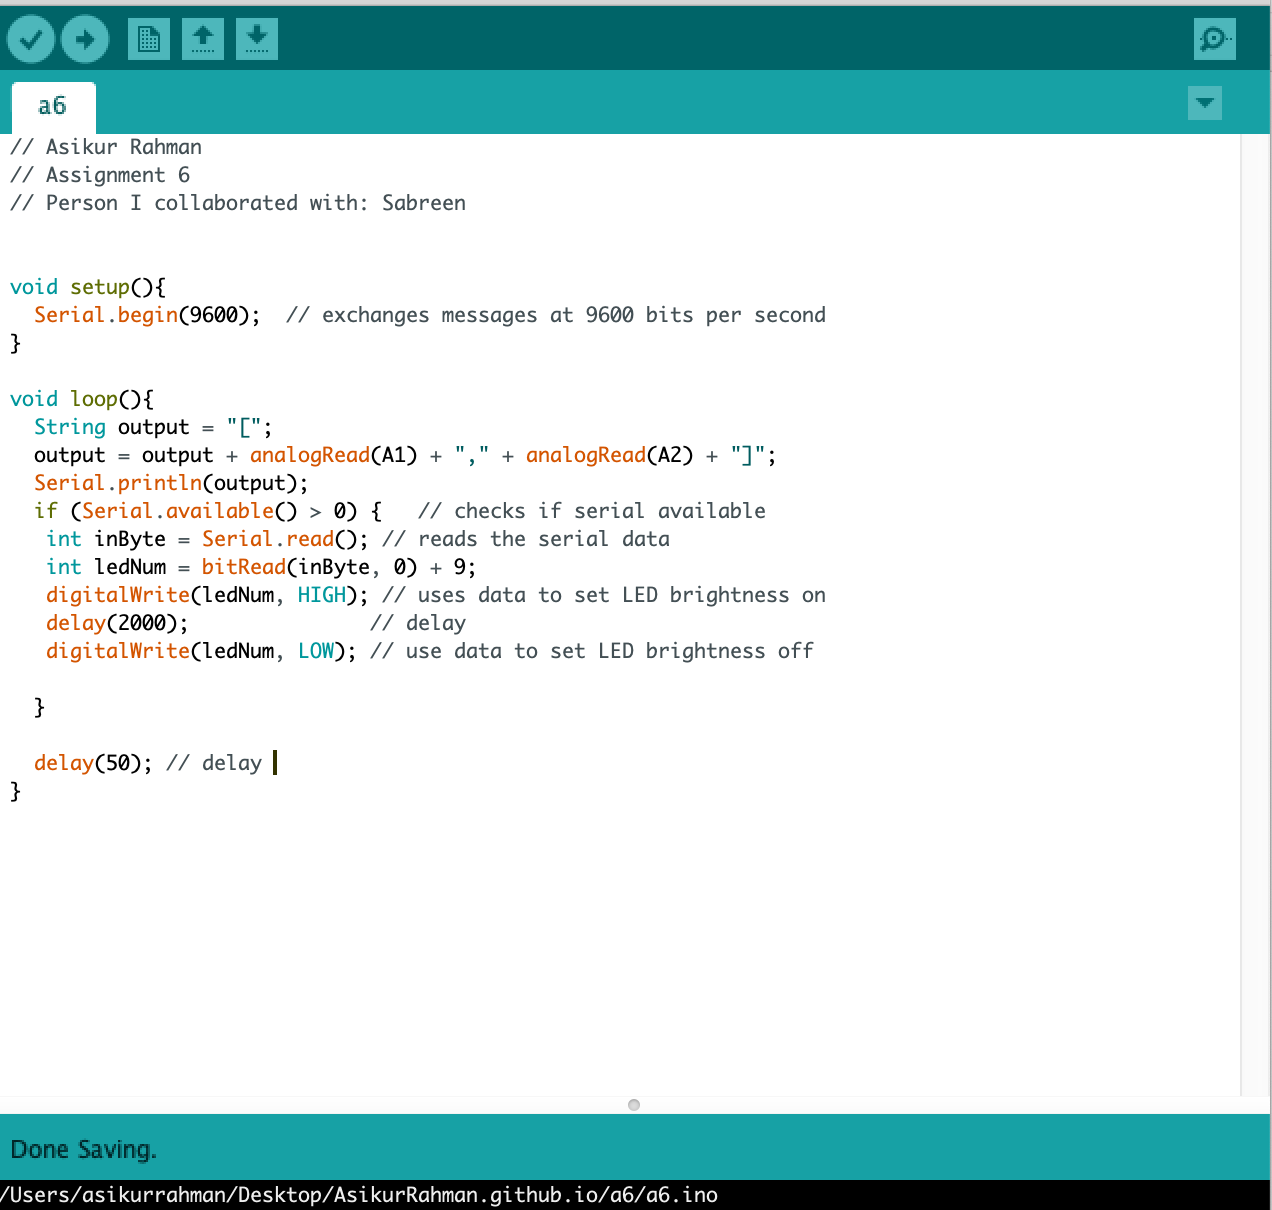 a6
// Asikur Rahman
// Assignment 6
// Person I collaborated with: Sabreen
void setup(){
  Serial.begin(9600);  // exchanges messages at 9600 bits per second
}
void loop(){
  String output = "[";
  output = output + analogRead(A1) + "," + analogRead(A2) + "]";
  Serial.println(output);
  if (Serial.available() > 0) {   // checks if serial available
   int inByte = Serial.read(); // reads the serial data
   int ledNum = bitRead(inByte, 0) + 9;
   digitalWrite(ledNum, HIGH); // uses data to set LED brightness on
   delay(2000);               // delay
   digitalWrite(ledNum, LOW); // use data to set LED brightness off
  }
  delay(50); // delay
}
Done Saving.
/Users/asikurrahman/Desktop/AsikurRahman.github.io/a6/a6.ino